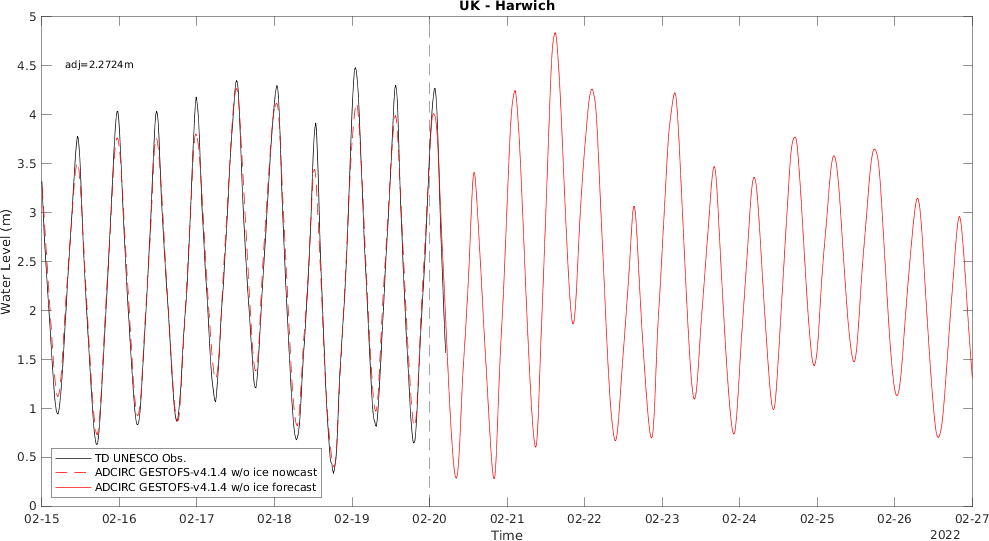 UK - Harwich
adj=2.2724m
5
4.5
4
3.5
3
2.5
2
1.5
1
0.5
0
Water Level (m)
TD UNESCO Obs.
ADCIRC GESTOFS-v4.1.4 w/o ice nowcast
ADCIRC GESTOFS-v4.1.4 w/o ice forecast
02-15 02-16 02-17 02-18 02-19 02-20 02-21 02-22 02-23 02-24 02-25 02-26 02-27
Time
2022